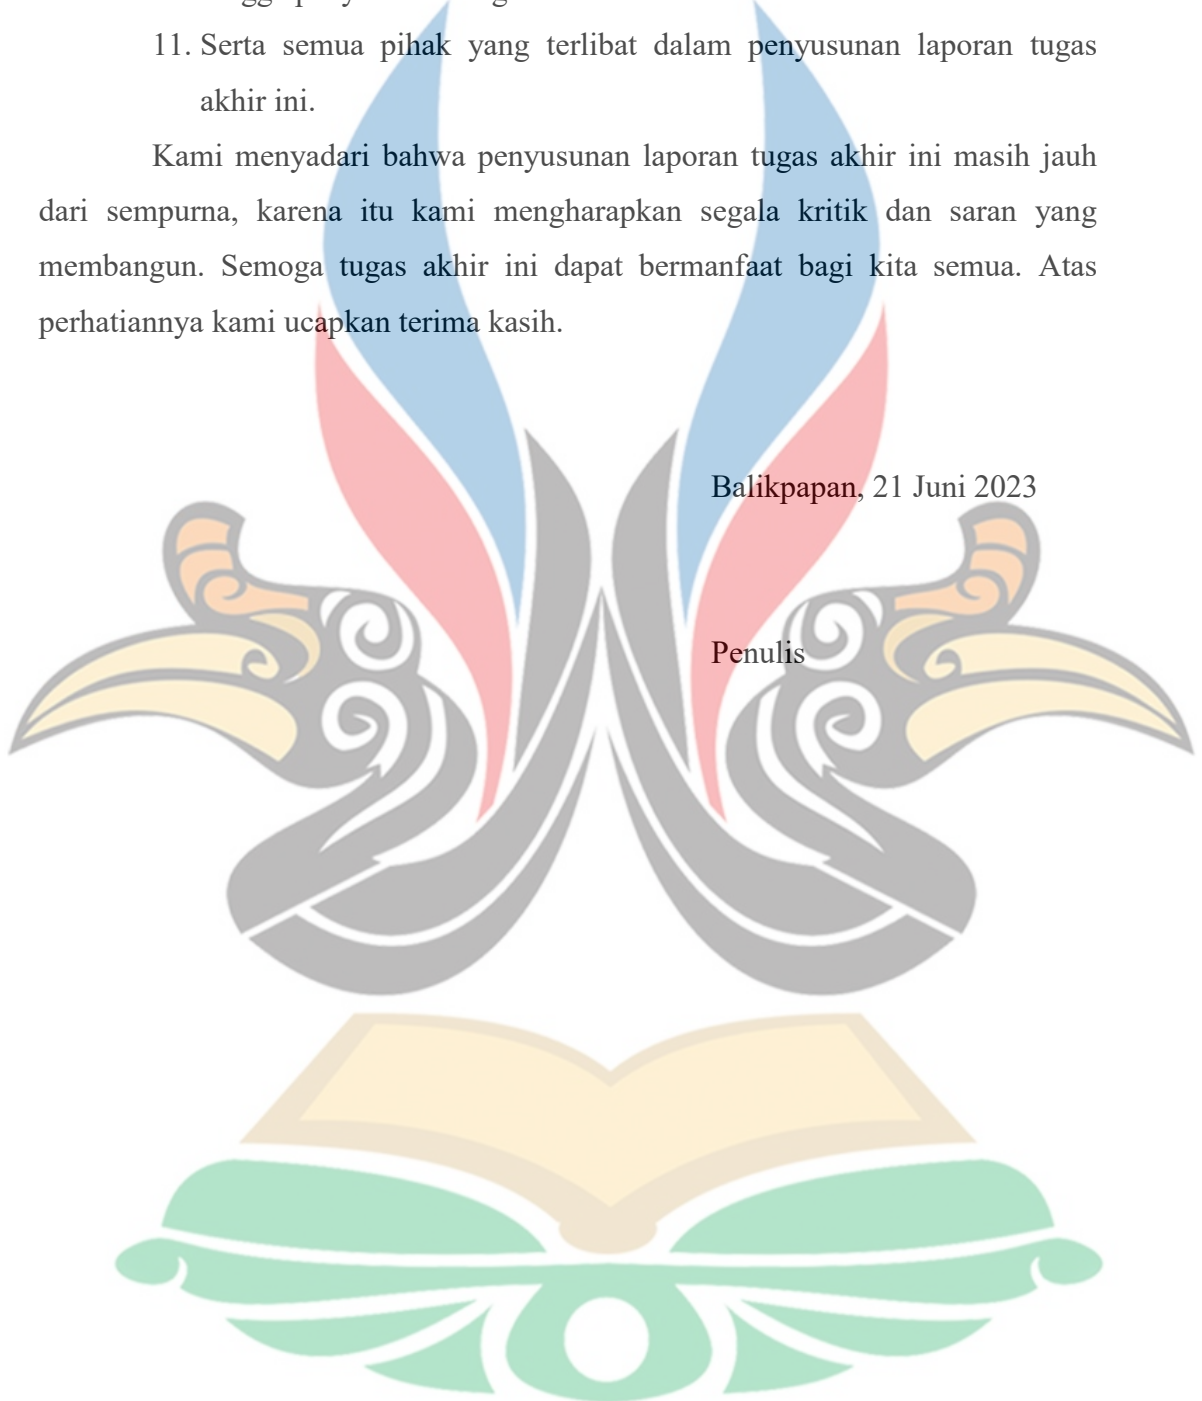 11. Serta semua pihak yang terlibat dalam penyusunan laporan tugas
akhir ini.
Kami menyadari bahwa penyusunan laporan tugas akhir ini masih jauh
dari sempurna, karena itu kami mengharapkan segala kritik dan saran yang
membangun. Semoga tugas akhir ini dapat bermanfaat bagi kita semua. Atas
perhatiannya kami ucapkan terima kasih.
Balikpapan, 21 Juni 2023
Penulis